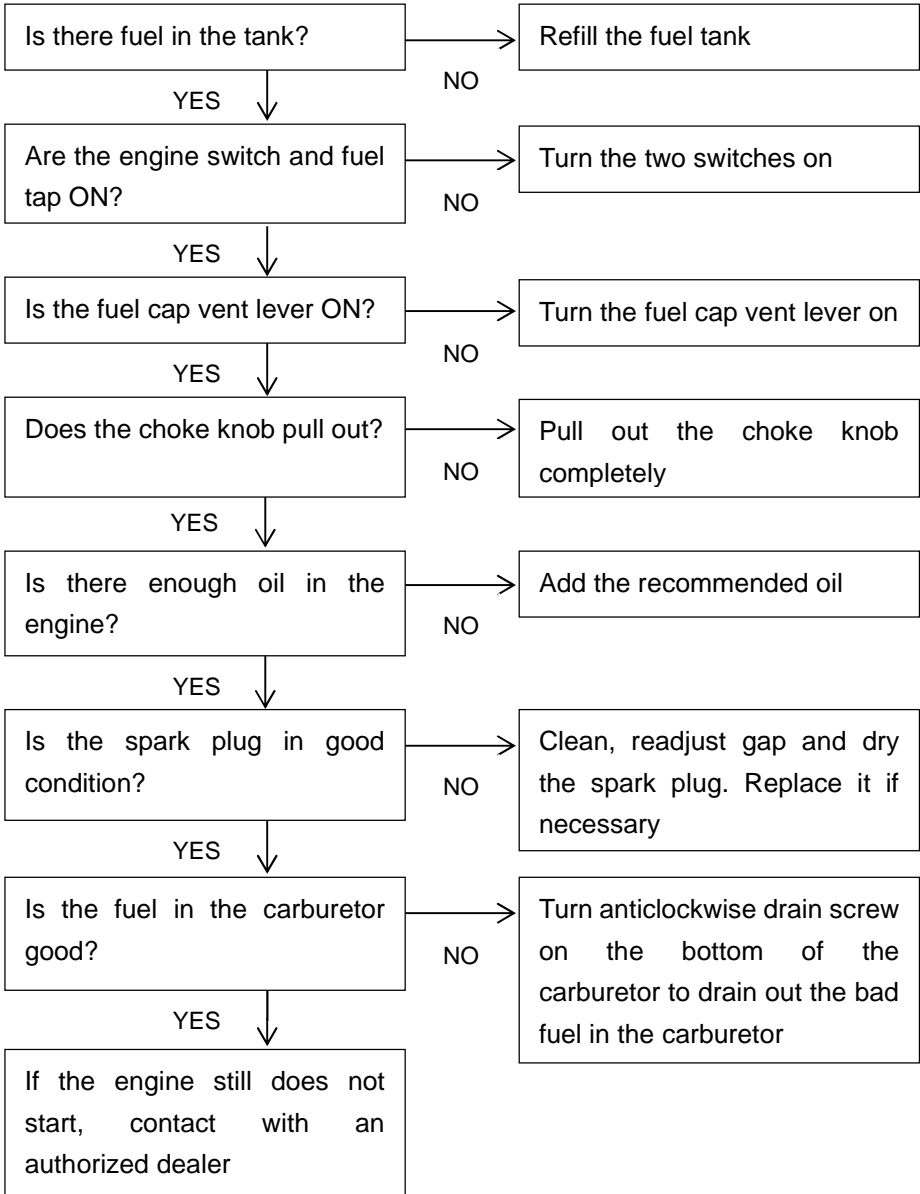 Is there fuel in the tank?
Refill the fuel tank
NO
YES
Are the engine switch and fuel
tap ON?
Turn the two switches on
NO
YES
Is the fuel cap vent lever ON?
Turn the fuel cap vent lever on
NO
YES
Does the choke knob pull out?
Pull out the choke knob
completely
NO
YES
Is there enough oil in the
engine?
Add the recommended oil
NO
YES
Is the spark plug in good
condition?
Clean, readjust gap and dry
the spark plug. Replace it if
necessary
NO
YES
Is the fuel in the carburetor
good?
Turn anticlockwise drain screw
on the bottom of the
carburetor to drain out the bad
fuel in the carburetor
NO
YES
If the engine still does not
start, contact with an
authorized dealer